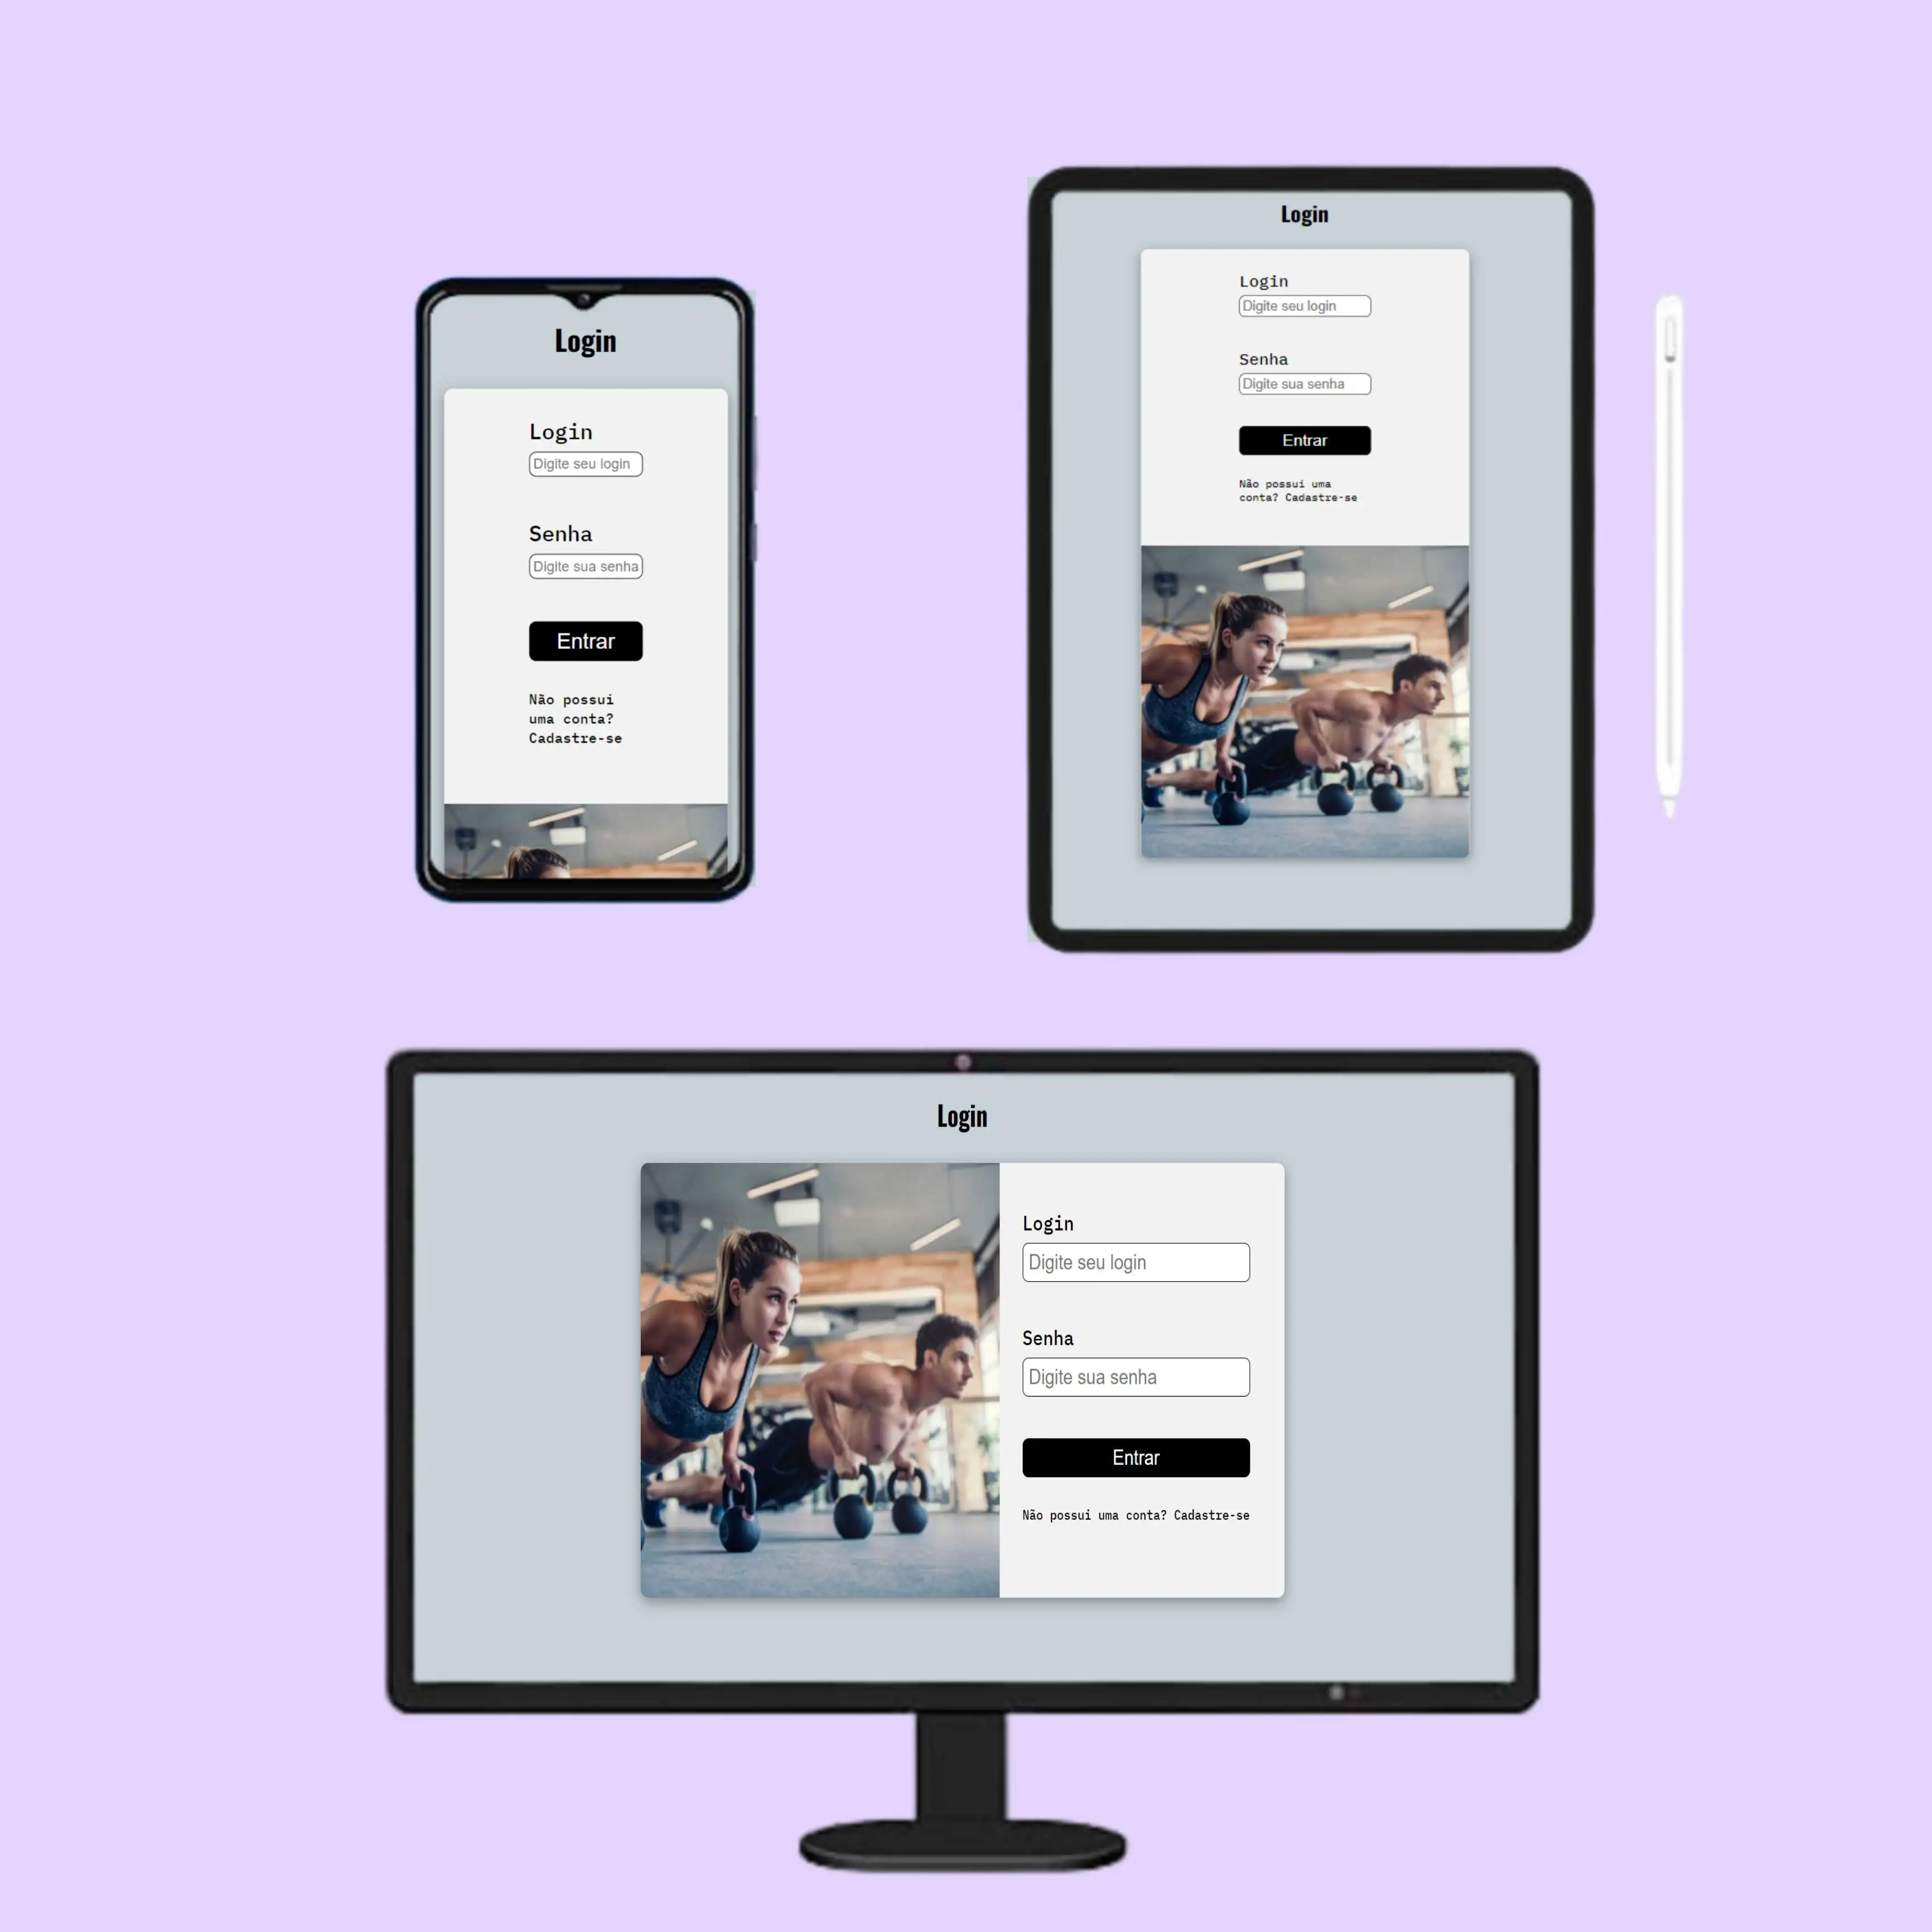 Login
Login
Digite seu login
Senha
Digite sua senha
Entrar
Não possui
uma conta?
Cadastre-se
Login
Login
Digite seu login
Senha
Digite sua senha
Entrar
Não possui uma
conta? Cadastre-se
Login
Login
Digite seu login
Senha
Digite sua senha
Entrar
Não possui uma conta? Cadastre-se